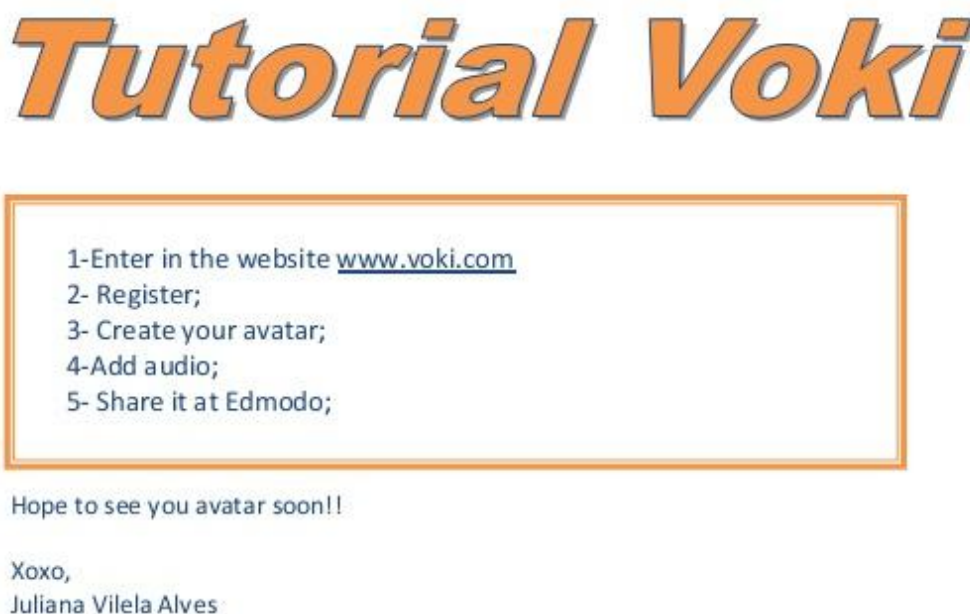 Tutorial Voki
1-Enter in the website www.voki.com
2- Register;
3- Create your avatar;
4-Add audio;
5- Share it at Edmodo;
Hope to see you avatar soon!!
Xoxo,
Juliana Vilela Alves